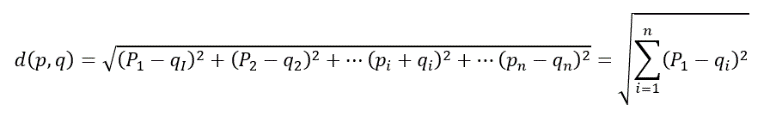 d(p,q) = √((P₁ − q_I)² + (P₂ − q₂)² + ⋯ (p_i + q_i)² + ⋯ (p_n − q_n)²) = √(∑_{i=1}^{n} (P₁ − q_i)²)